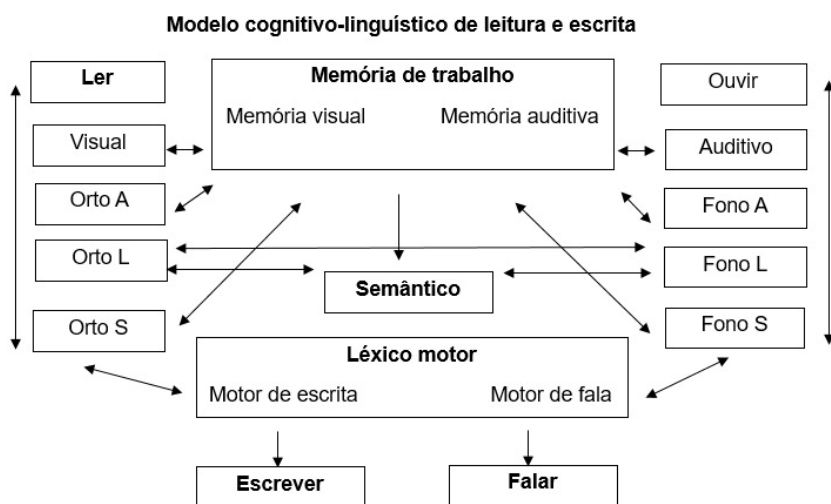 Modelo cognitivo-linguístico de leitura e escrita
Ler
Memória de trabalho
Ouvir
Memória visual
Memória auditiva
Visual
Auditivo
Orto A
Fono A
Orto L
Fono L
Semântico
Orto S
Fono S
Léxico motor
Motor de escrita
Motor de fala
Escrever
Falar